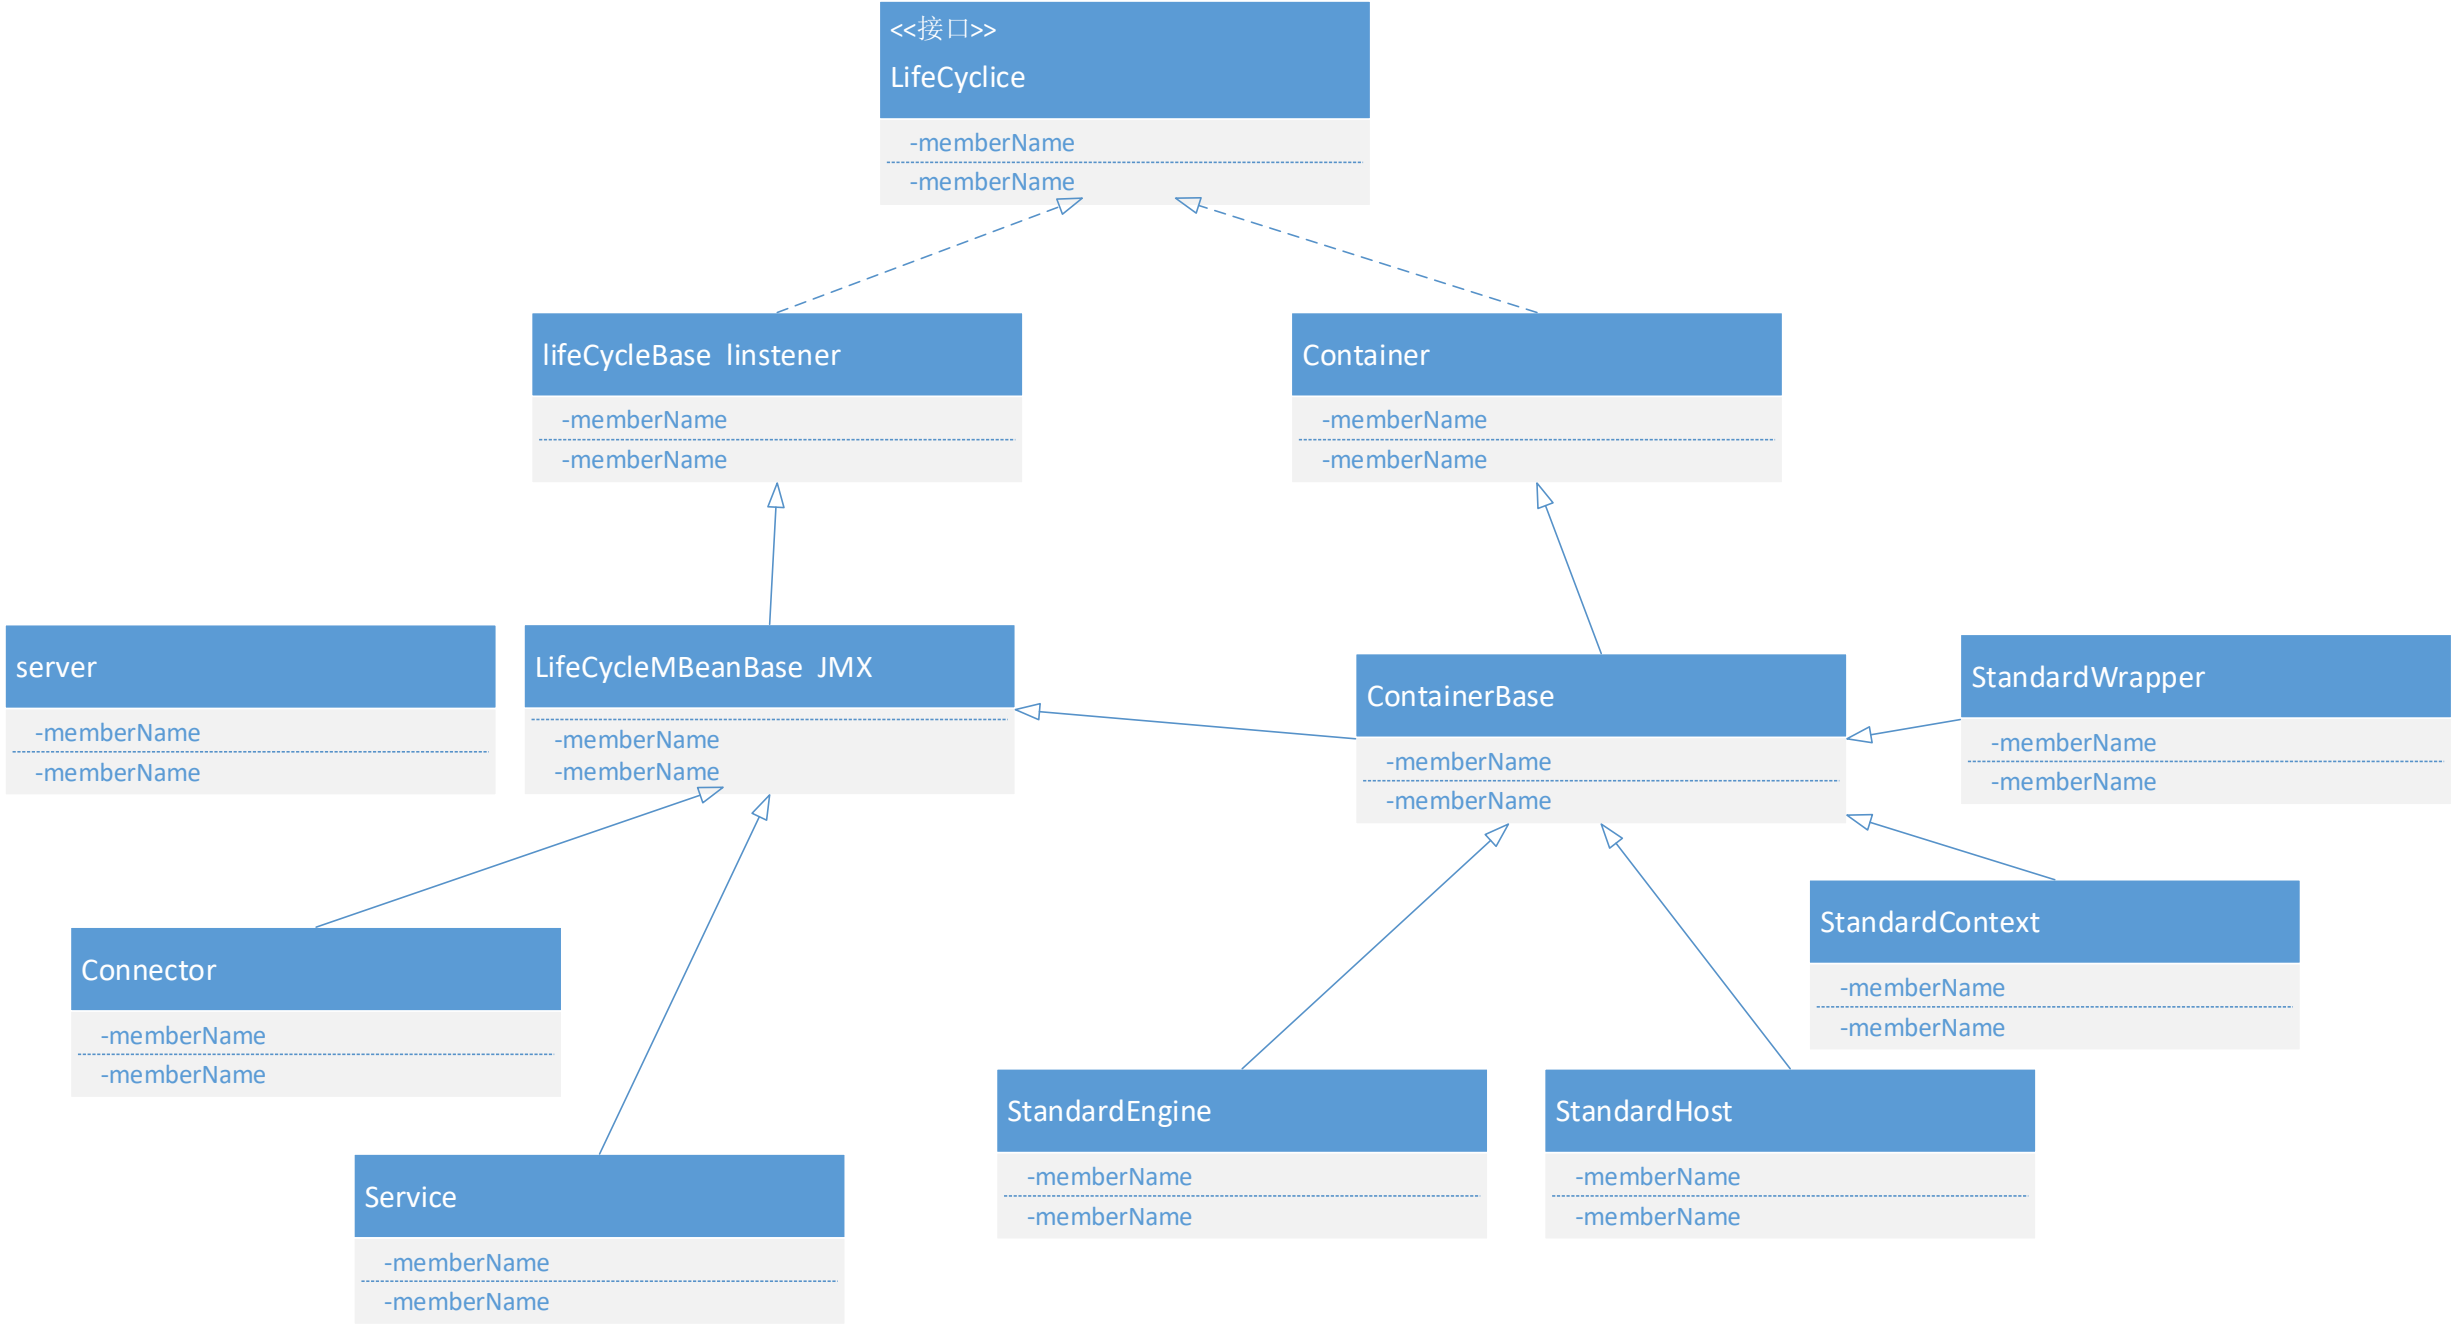 <<接口>>
LifeCyclice
-memberName
-memberName
lifeCycleBase linstener
-memberName
-memberName
Container
-memberName
-memberName
server
-memberName
-memberName
LifeCycleMBeanBase JMX
-memberName
-memberName
ContainerBase
-memberName
-memberName
StandardWrapper
-memberName
-memberName
StandardContext
-memberName
-memberName
Connector
-memberName
-memberName
StandardEngine
-memberName
-memberName
StandardHost
-memberName
-memberName
Service
-memberName
-memberName